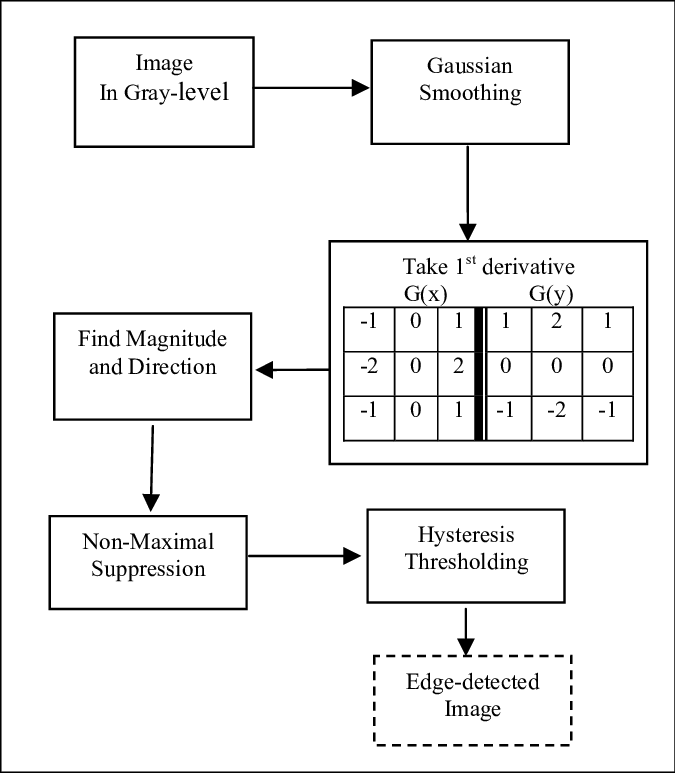 Image
In Gray-level
Gaussian
Smoothing
Take 1st derivative
G(x) G(y)
-1 0 1 1 2 1
-2 0 2 0 0 0
-1 0 1 -1 -2 -1
Find Magnitude
and Direction
Non-Maximal
Suppression
Hysteresis
Thresholding
Edge-detected
Image